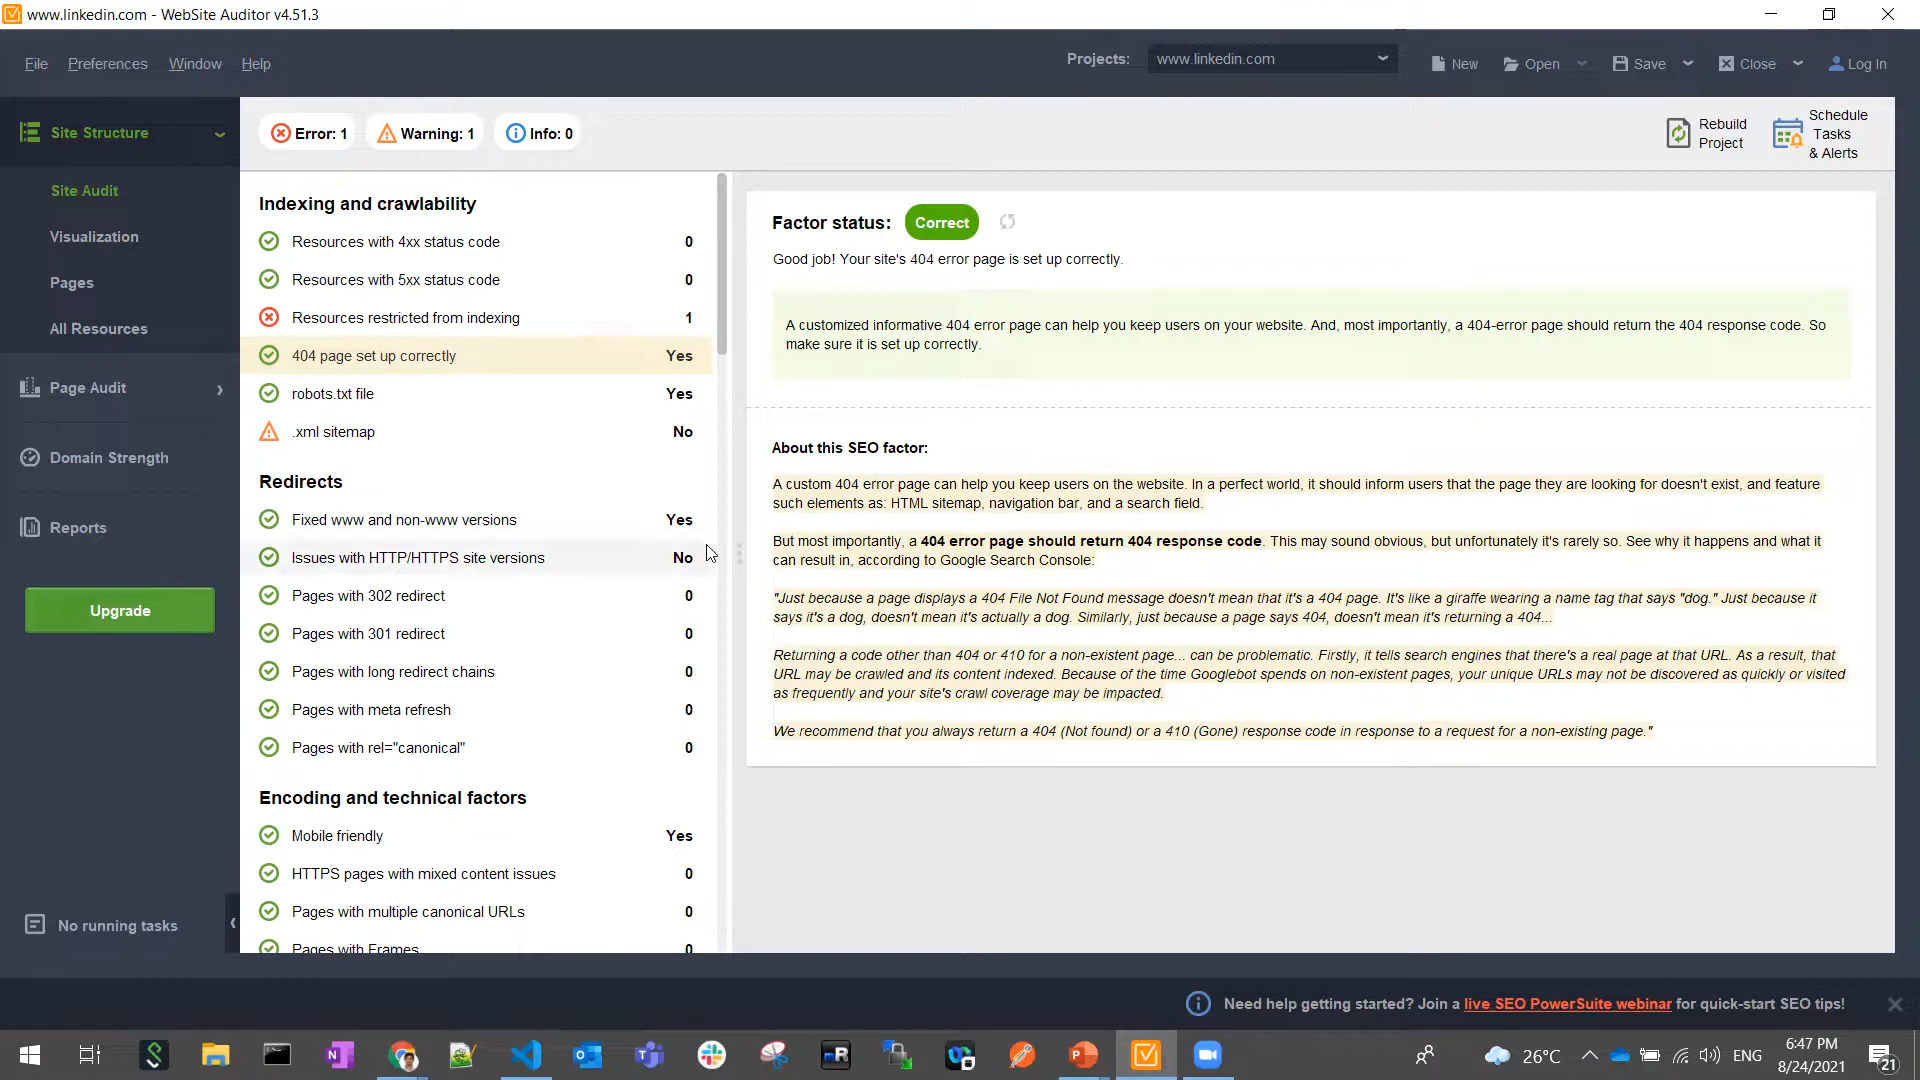 www.linkedin.com - WebSite Auditor v4.51.3
File Preferences Window Help Projects: www.linkedin.com New Open Save Close Log In
Site Structure
Site Audit
Visualization
Pages
All Resources
Page Audit
Domain Strength
Reports
Upgrade
No running tasks
Error: 1 Warning: 1 Info: 0
Rebuild
Project
Schedule
Tasks
& Alerts
Indexing and crawlability
Resources with 4xx status code 0
Resources with 5xx status code 0
Resources restricted from indexing 1
404 page set up correctly Yes
robots.txt file Yes
.xml sitemap No
Redirects
Fixed www and non-www versions Yes
Issues with HTTP/HTTPS site versions No
Pages with 302 redirect 0
Pages with 301 redirect 0
Pages with long redirect chains 0
Pages with meta refresh 0
Pages with rel="canonical" 0
Encoding and technical factors
Mobile friendly Yes
HTTPS pages with mixed content issues 0
Pages with multiple canonical URLs 0
Pages with Frames 0
Factor status: Correct
Good job! Your site's 404 error page is set up correctly.
A customized informative 404 error page can help you keep users on your website. And, most importantly, a 404-error page should return the 404 response code. So
make sure it is set up correctly.
About this SEO factor:
A custom 404 error page can help you keep users on the website. In a perfect world, it should inform users that the page they are looking for doesn't exist, and feature
such elements as: HTML sitemap, navigation bar, and a search field.
But most importantly, a 404 error page should return 404 response code. This may sound obvious, but unfortunately it's rarely so. See why it happens and what it
can result in, according to Google Search Console:
"Just because a page displays a 404 File Not Found message doesn't mean that it's a 404 page. It's like a giraffe wearing a name tag that says "dog." Just because it
says it's a dog, doesn't mean it's actually a dog. Similarly, just because a page says 404, doesn't mean it's returning a 404...
Returning a code other than 404 or 410 for a non-existent page... can be problematic. Firstly, it tells search engines that there's a real page at that URL. As a result, that
URL may be crawled and its content indexed. Because of the time Googlebot spends on non-existent pages, your unique URLs may not be discovered as quickly or visited
as frequently and your site's crawl coverage may be impacted.
We recommend that you always return a 404 (Not found) or a 410 (Gone) response code in response to a request for a non-existing page."
Need help getting started? Join a live SEO PowerSuite webinar for quick-start SEO tips!
26°C ENG
6:47 PM
8/24/2021
21